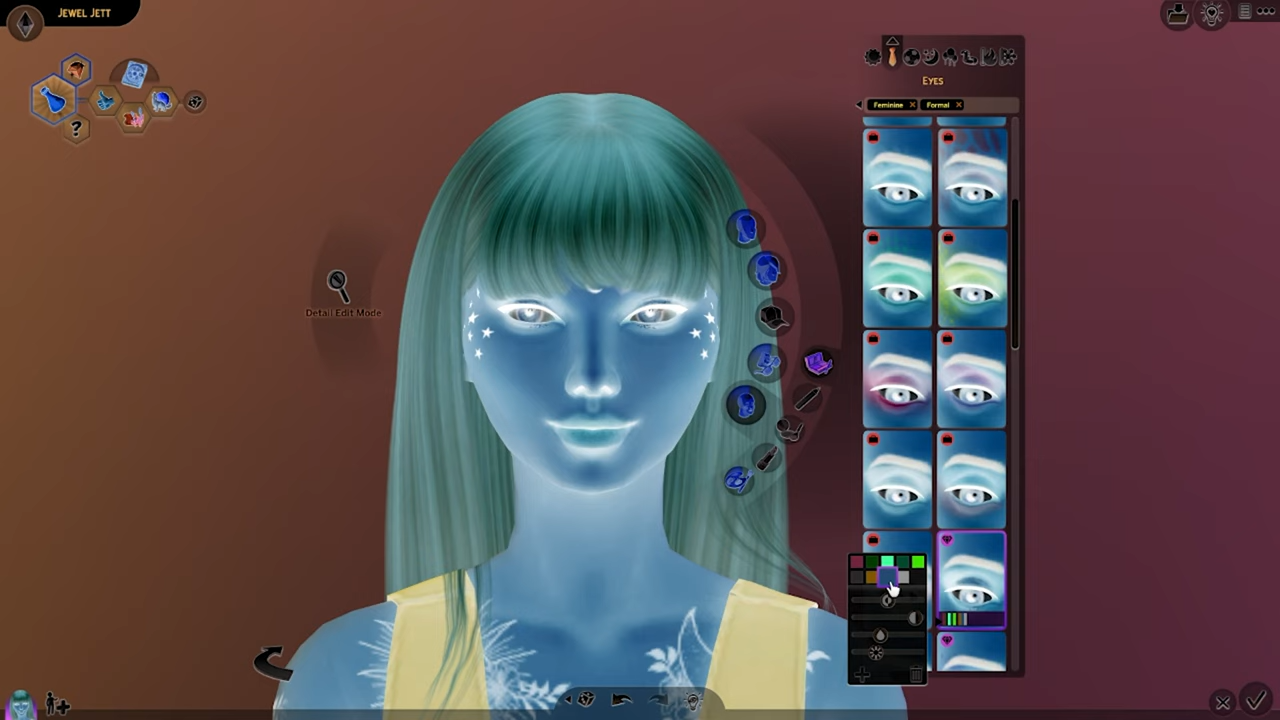 Jewel Jett
Eyes
Feminine
Formal
Detail Edit Mode